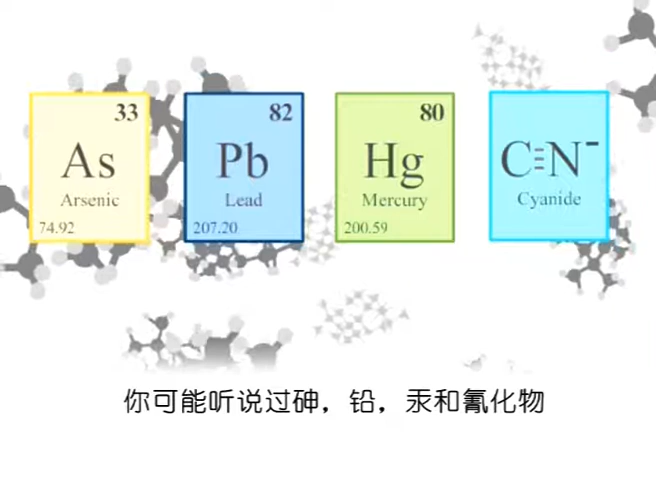 33
As
Arsenic
74.92
82
Pb
Lead
207.20
80
Hg
Mercury
200.59
C≡N⁻
Cyanide
你可能听说过砷，铅，汞和氰化物